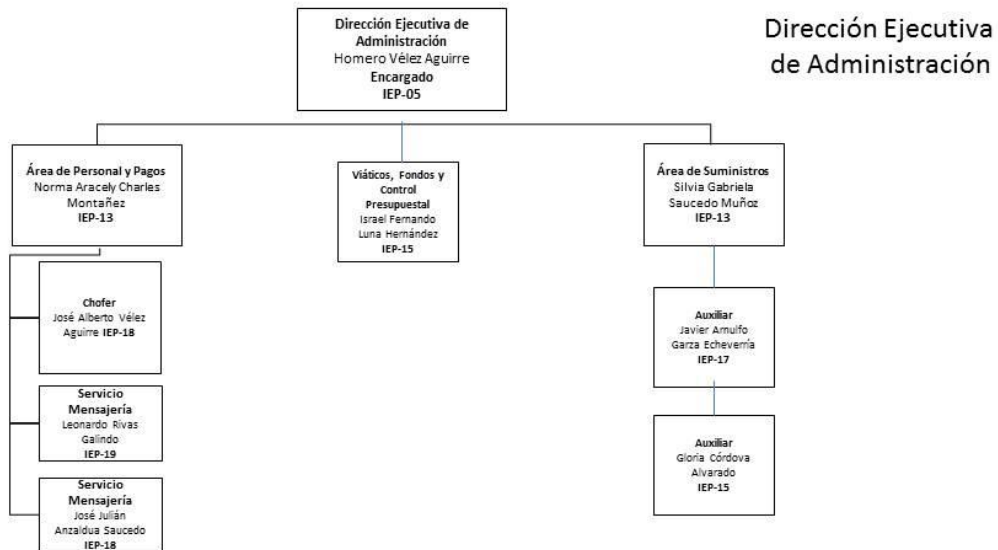 Dirección Ejecutiva
de Administración
Dirección Ejecutiva de
Administración
Homero Vélez Aguirre
Encargado
IEP-05
Área de Personal y Pagos
Norma Aracely Charles
Montañez
IEP-13
Viáticos, Fondos y
Control
Presupuestal
Israel Fernando
Luna Hernández
IEP-15
Área de Suministros
Silvia Gabriela
Saucedo Muñoz
IEP-13
Chofer
José Alberto Vélez
Aguirre IEP-18
Servicio
Mensajería
Leonardo Rivas
Galindo
IEP-19
Servicio
Mensajería
José Julián
Anzaldua Saucedo
IEP-18
Auxiliar
Javier Arnulfo
Garza Echeverría
IEP-17
Auxiliar
Gloria Córdova
Alvarado
IEP-15